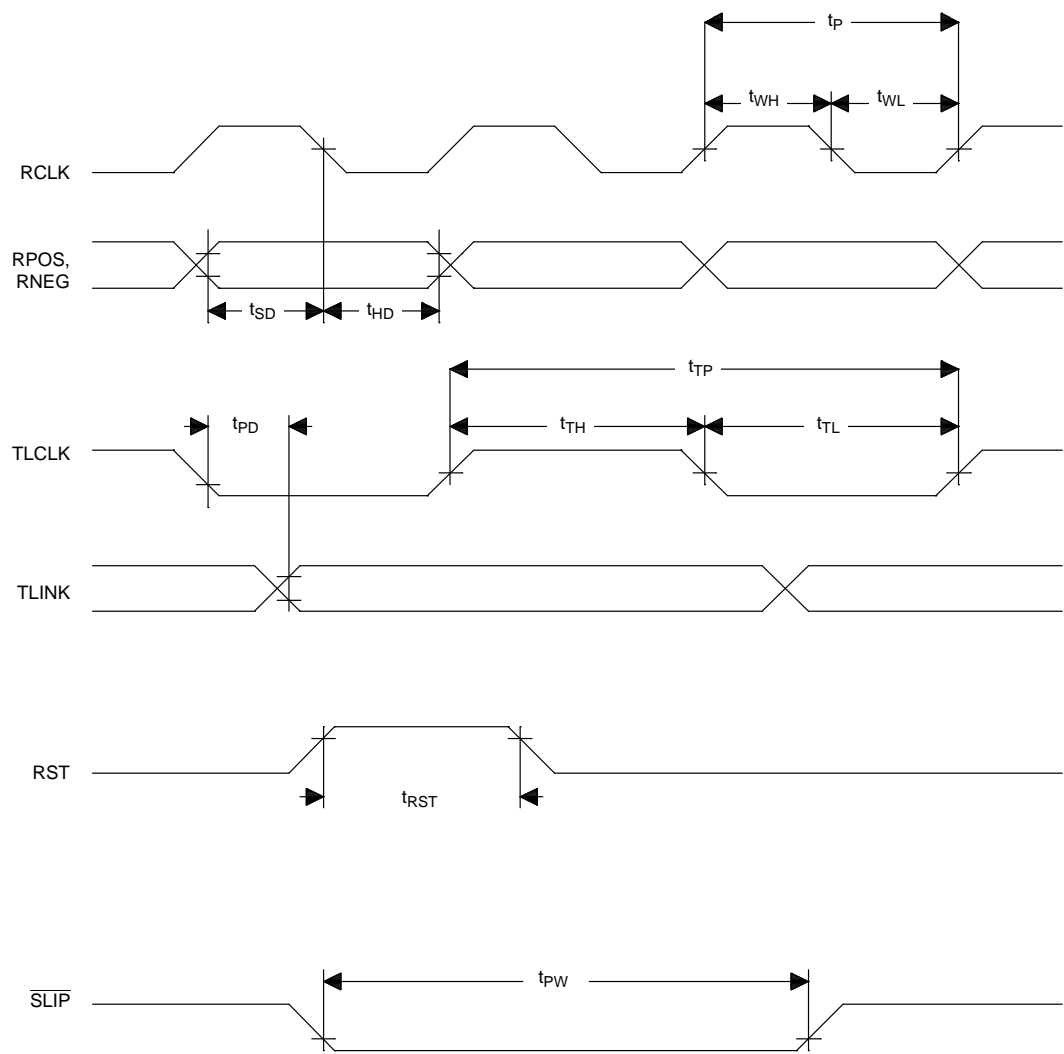 tP
tWH tWL
RCLK
RPOS,
RNEG
tSD tHD
tTP
tPD tTH tTL
TLCLK
TLINK
RST
tRST
tPW
SLIP